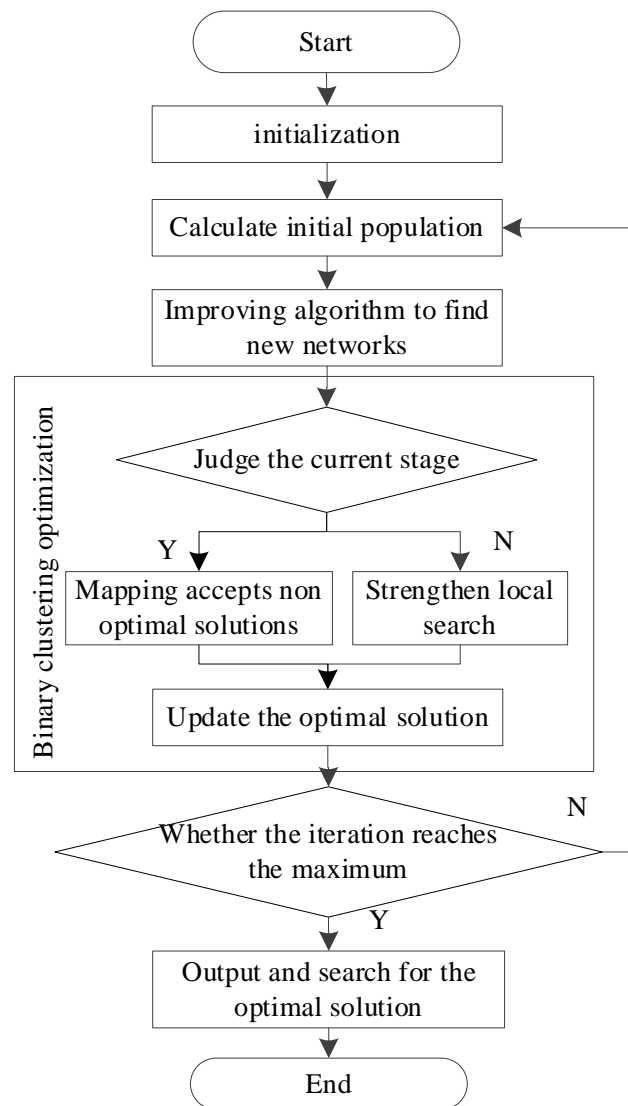 Start
initialization
Calculate initial population
Improving algorithm to find
new networks
Binary clustering optimization
Judge the current stage
Y
N
Mapping accepts non
optimal solutions
Strengthen local
search
Update the optimal solution
Whether the iteration reaches
the maximum
N
Y
Output and search for the
optimal solution
End